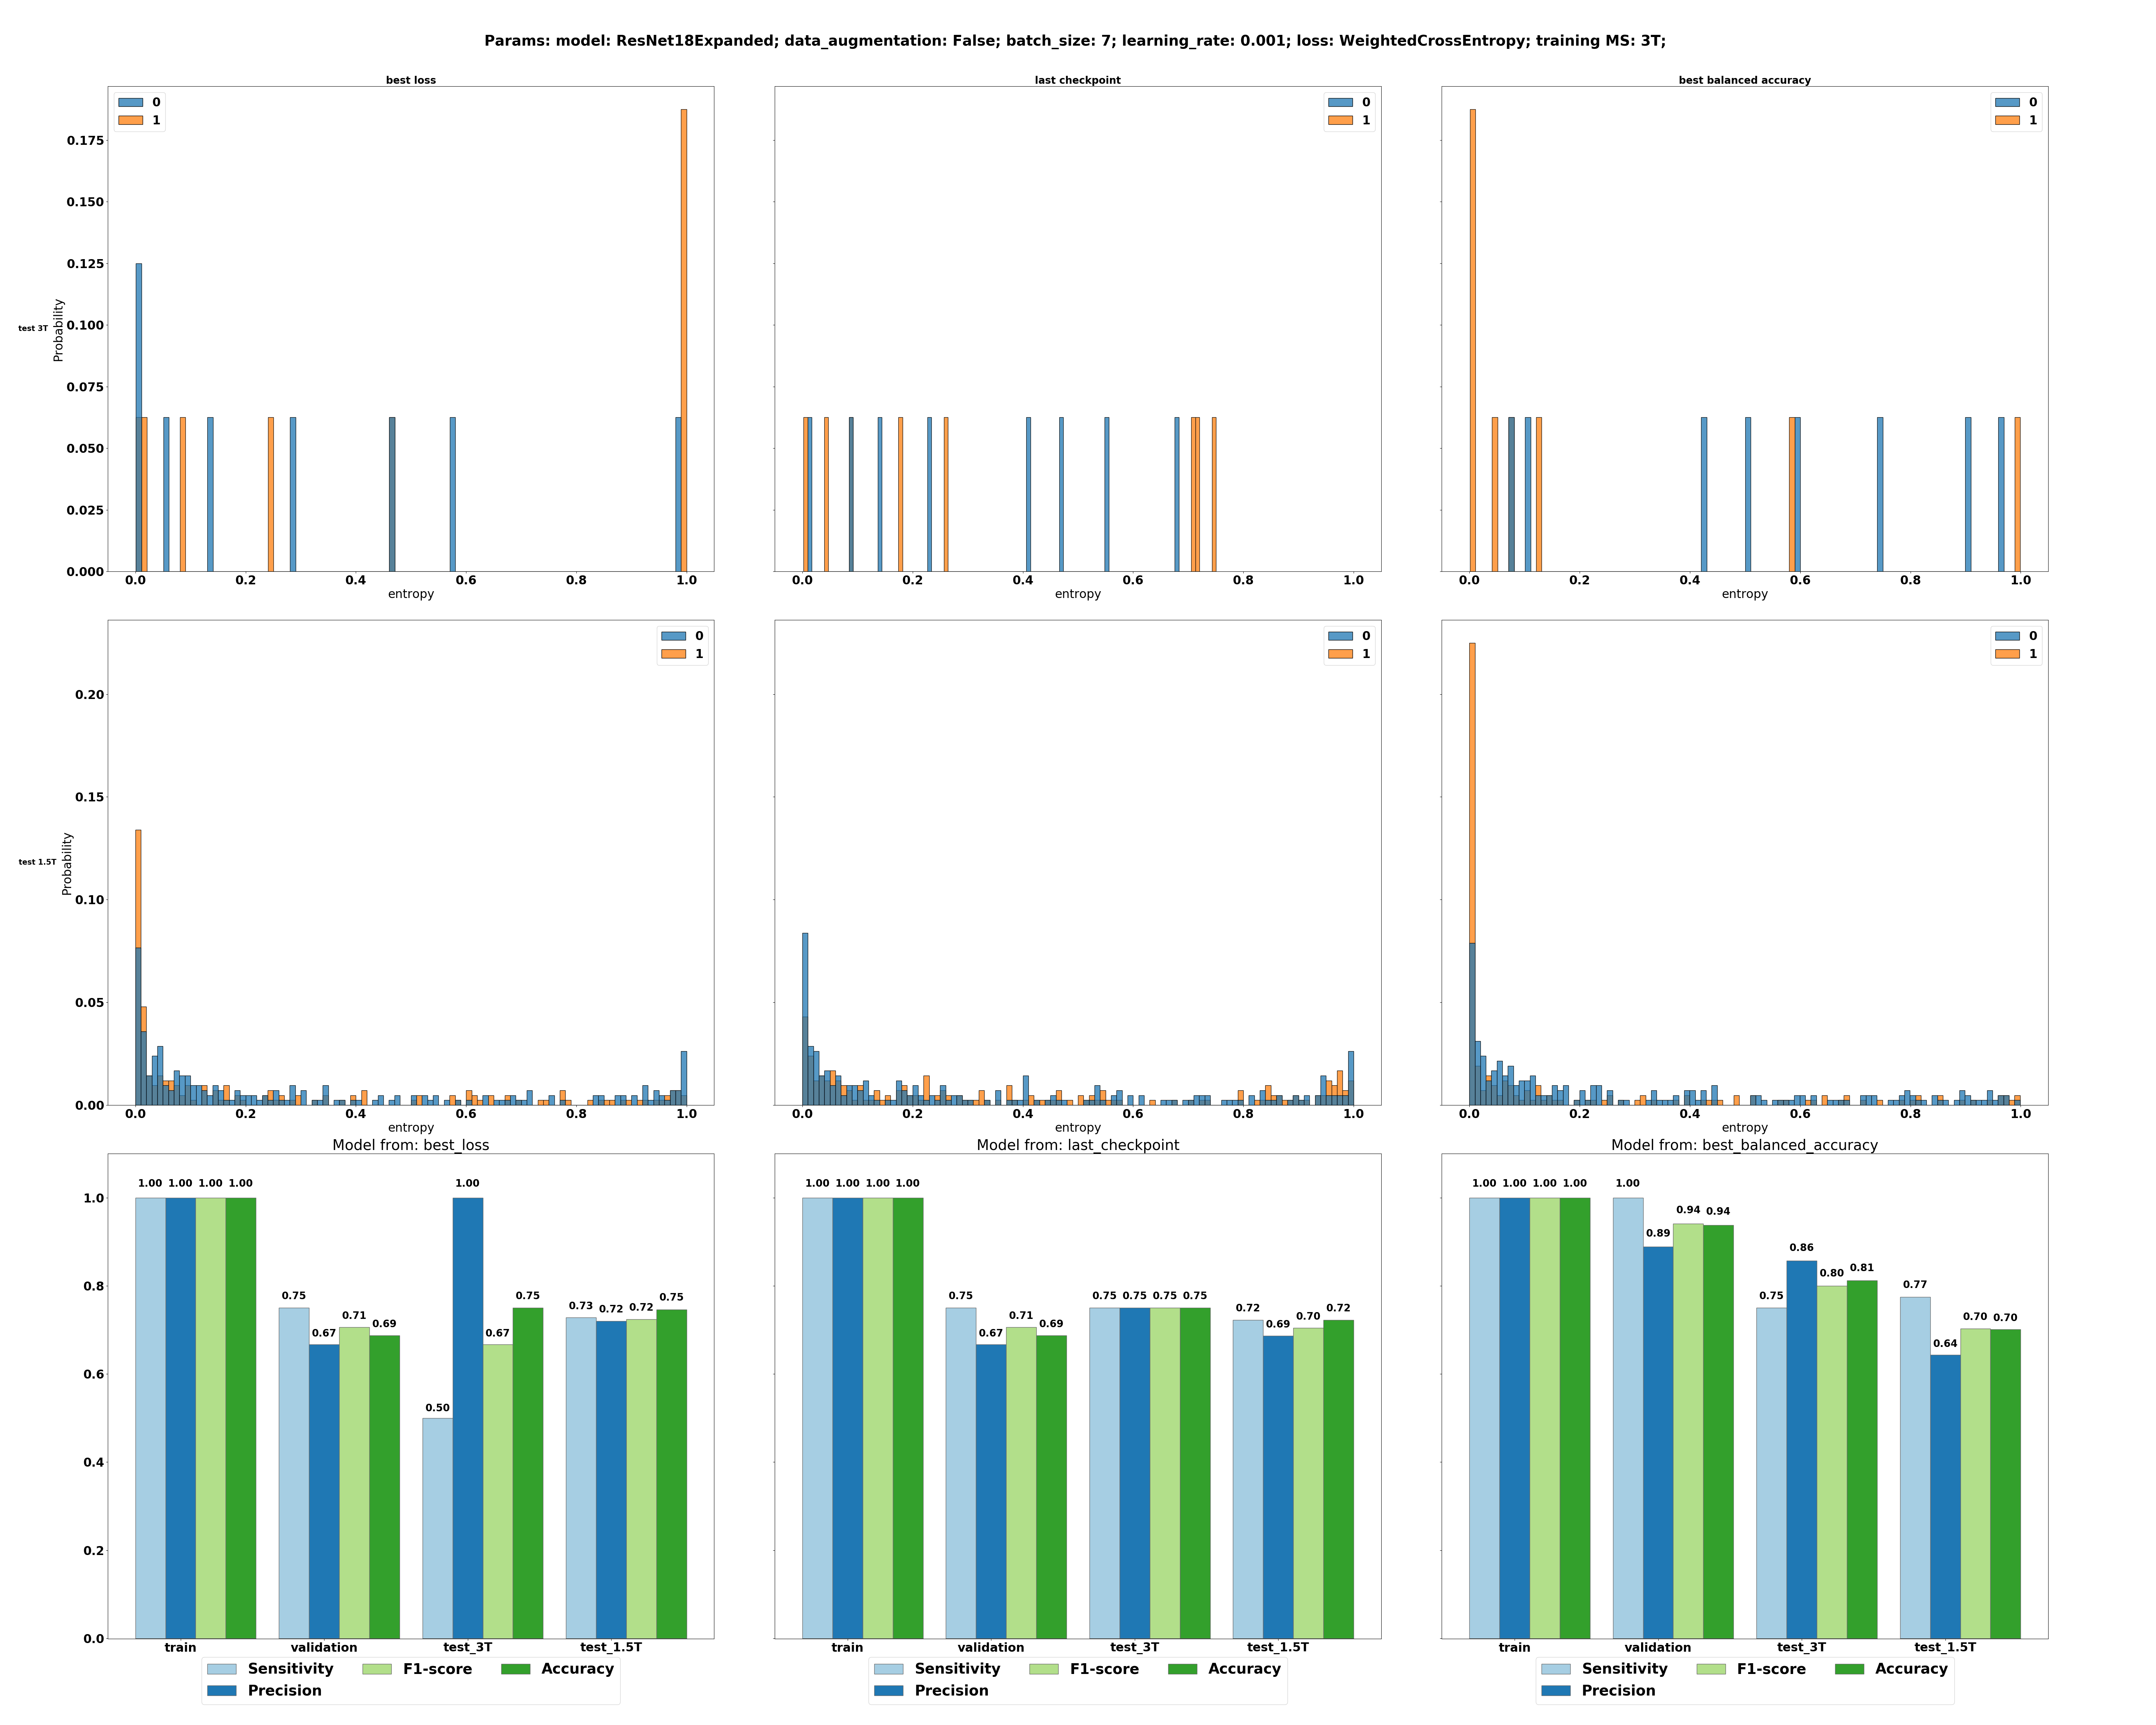 Params: model: ResNet18Expanded; data_augmentation: False; batch_size: 7; learning_rate: 0.001; loss: WeightedCrossEntropy; training MS: 3T;
best loss
last checkpoint
best balanced accuracy
0
1
0
1
0
1
0.175
0.150
0.125
0.100
0.075
0.050
0.025
0.000
test 3T
Probability
0.0 0.2 0.4 0.6 0.8 1.0
0.0 0.2 0.4 0.6 0.8 1.0
0.0 0.2 0.4 0.6 0.8 1.0
entropy
entropy
entropy
0
1
0
1
0
1
0.20
0.15
0.10
0.05
0.00
test 1.5T
Probability
0.0 0.2 0.4 0.6 0.8 1.0
0.0 0.2 0.4 0.6 0.8 1.0
0.0 0.2 0.4 0.6 0.8 1.0
entropy
entropy
entropy
Model from: best_loss
1.0
0.8
0.6
0.4
0.2
0.0
1.00 1.00 1.00 1.00
0.75 0.67 0.71 0.69
0.50 1.00 0.67 0.75
0.73 0.72 0.72 0.75
train validation test_3T test_1.5T
Sensitivity F1-score Accuracy
Precision
Model from: last_checkpoint
1.00 1.00 1.00 1.00
0.75 0.67 0.71 0.69
0.75 0.75 0.75 0.75
0.72 0.69 0.70 0.72
train validation test_3T test_1.5T
Sensitivity F1-score Accuracy
Precision
Model from: best_balanced_accuracy
1.00 1.00 1.00 1.00
1.00 0.89 0.94 0.94
0.75 0.86 0.80 0.81
0.77 0.64 0.70 0.70
train validation test_3T test_1.5T
Sensitivity F1-score Accuracy
Precision